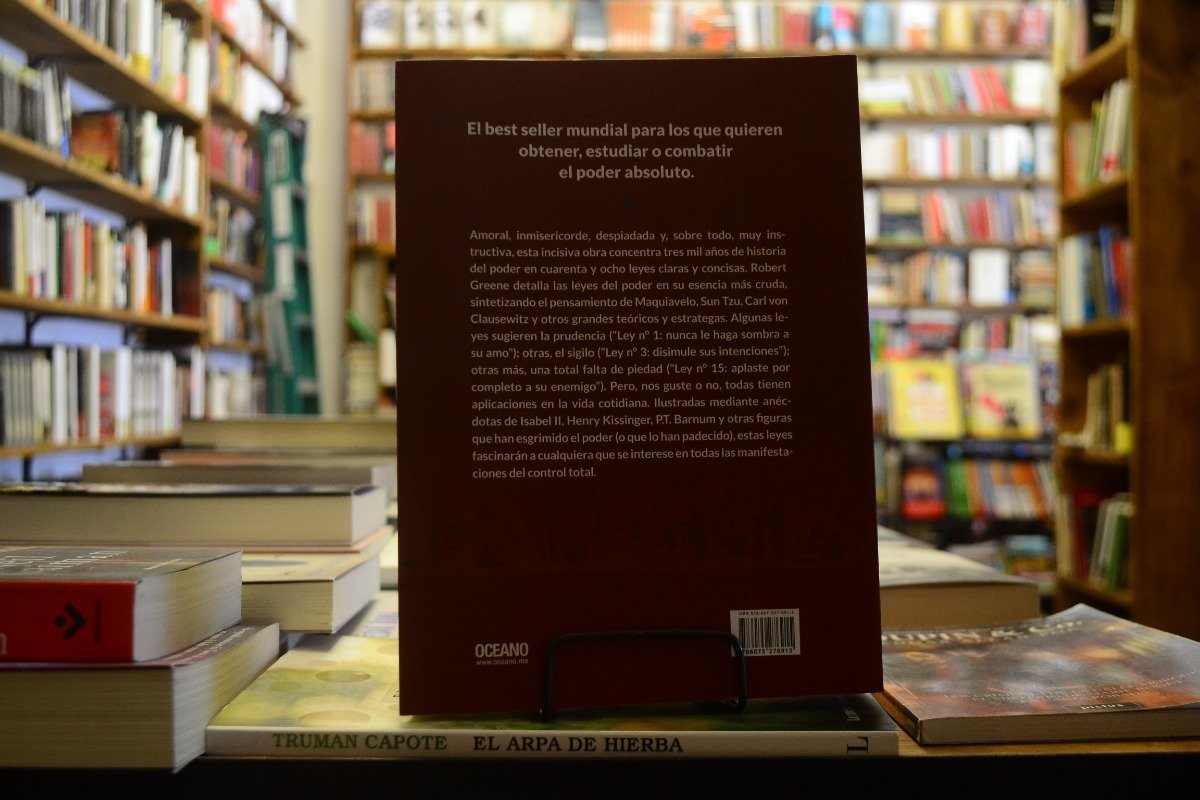 El best seller mundial para los que quieren
obtener, estudiar o combatir
el poder absoluto.
Amoral, inmisericorde, despiadada y, sobre todo, muy ins-
tructiva, esta incisiva obra concentra tres mil años de historia
del poder en cuarenta y ocho leyes claras y concisas. Robert
Greene detalla las leyes del poder en su esencia más cruda,
sintetizando el pensamiento de Maquiavelo, Sun Tzu, Carl von
Clausewitz y otros grandes teóricos y estrategas. Algunas le-
yes sugieren la prudencia (“Ley n° 1: nunca le haga sombra a
su amo”); otras, el sigilo (“Ley n° 3: disimule sus intenciones”);
otras más, una total falta de piedad (“Ley n° 15: aplaste por
completo a su enemigo”). Pero, nos guste o no, todas tienen
aplicaciones en la vida cotidiana. Ilustradas mediante anéc-
dotas de Isabel II, Henry Kissinger, P.T. Barnum y otras figuras
que han esgrimido el poder (o que lo han padecido), estas leyes
fascinarán a cualquiera que se interese en todas las manifesta-
ciones del control total.
OCEANO
www.oceano.mx
ISBN 978-607-527-691-5
9786075276915
TRUMAN CAPOTE EL ARPA DE HIERBA